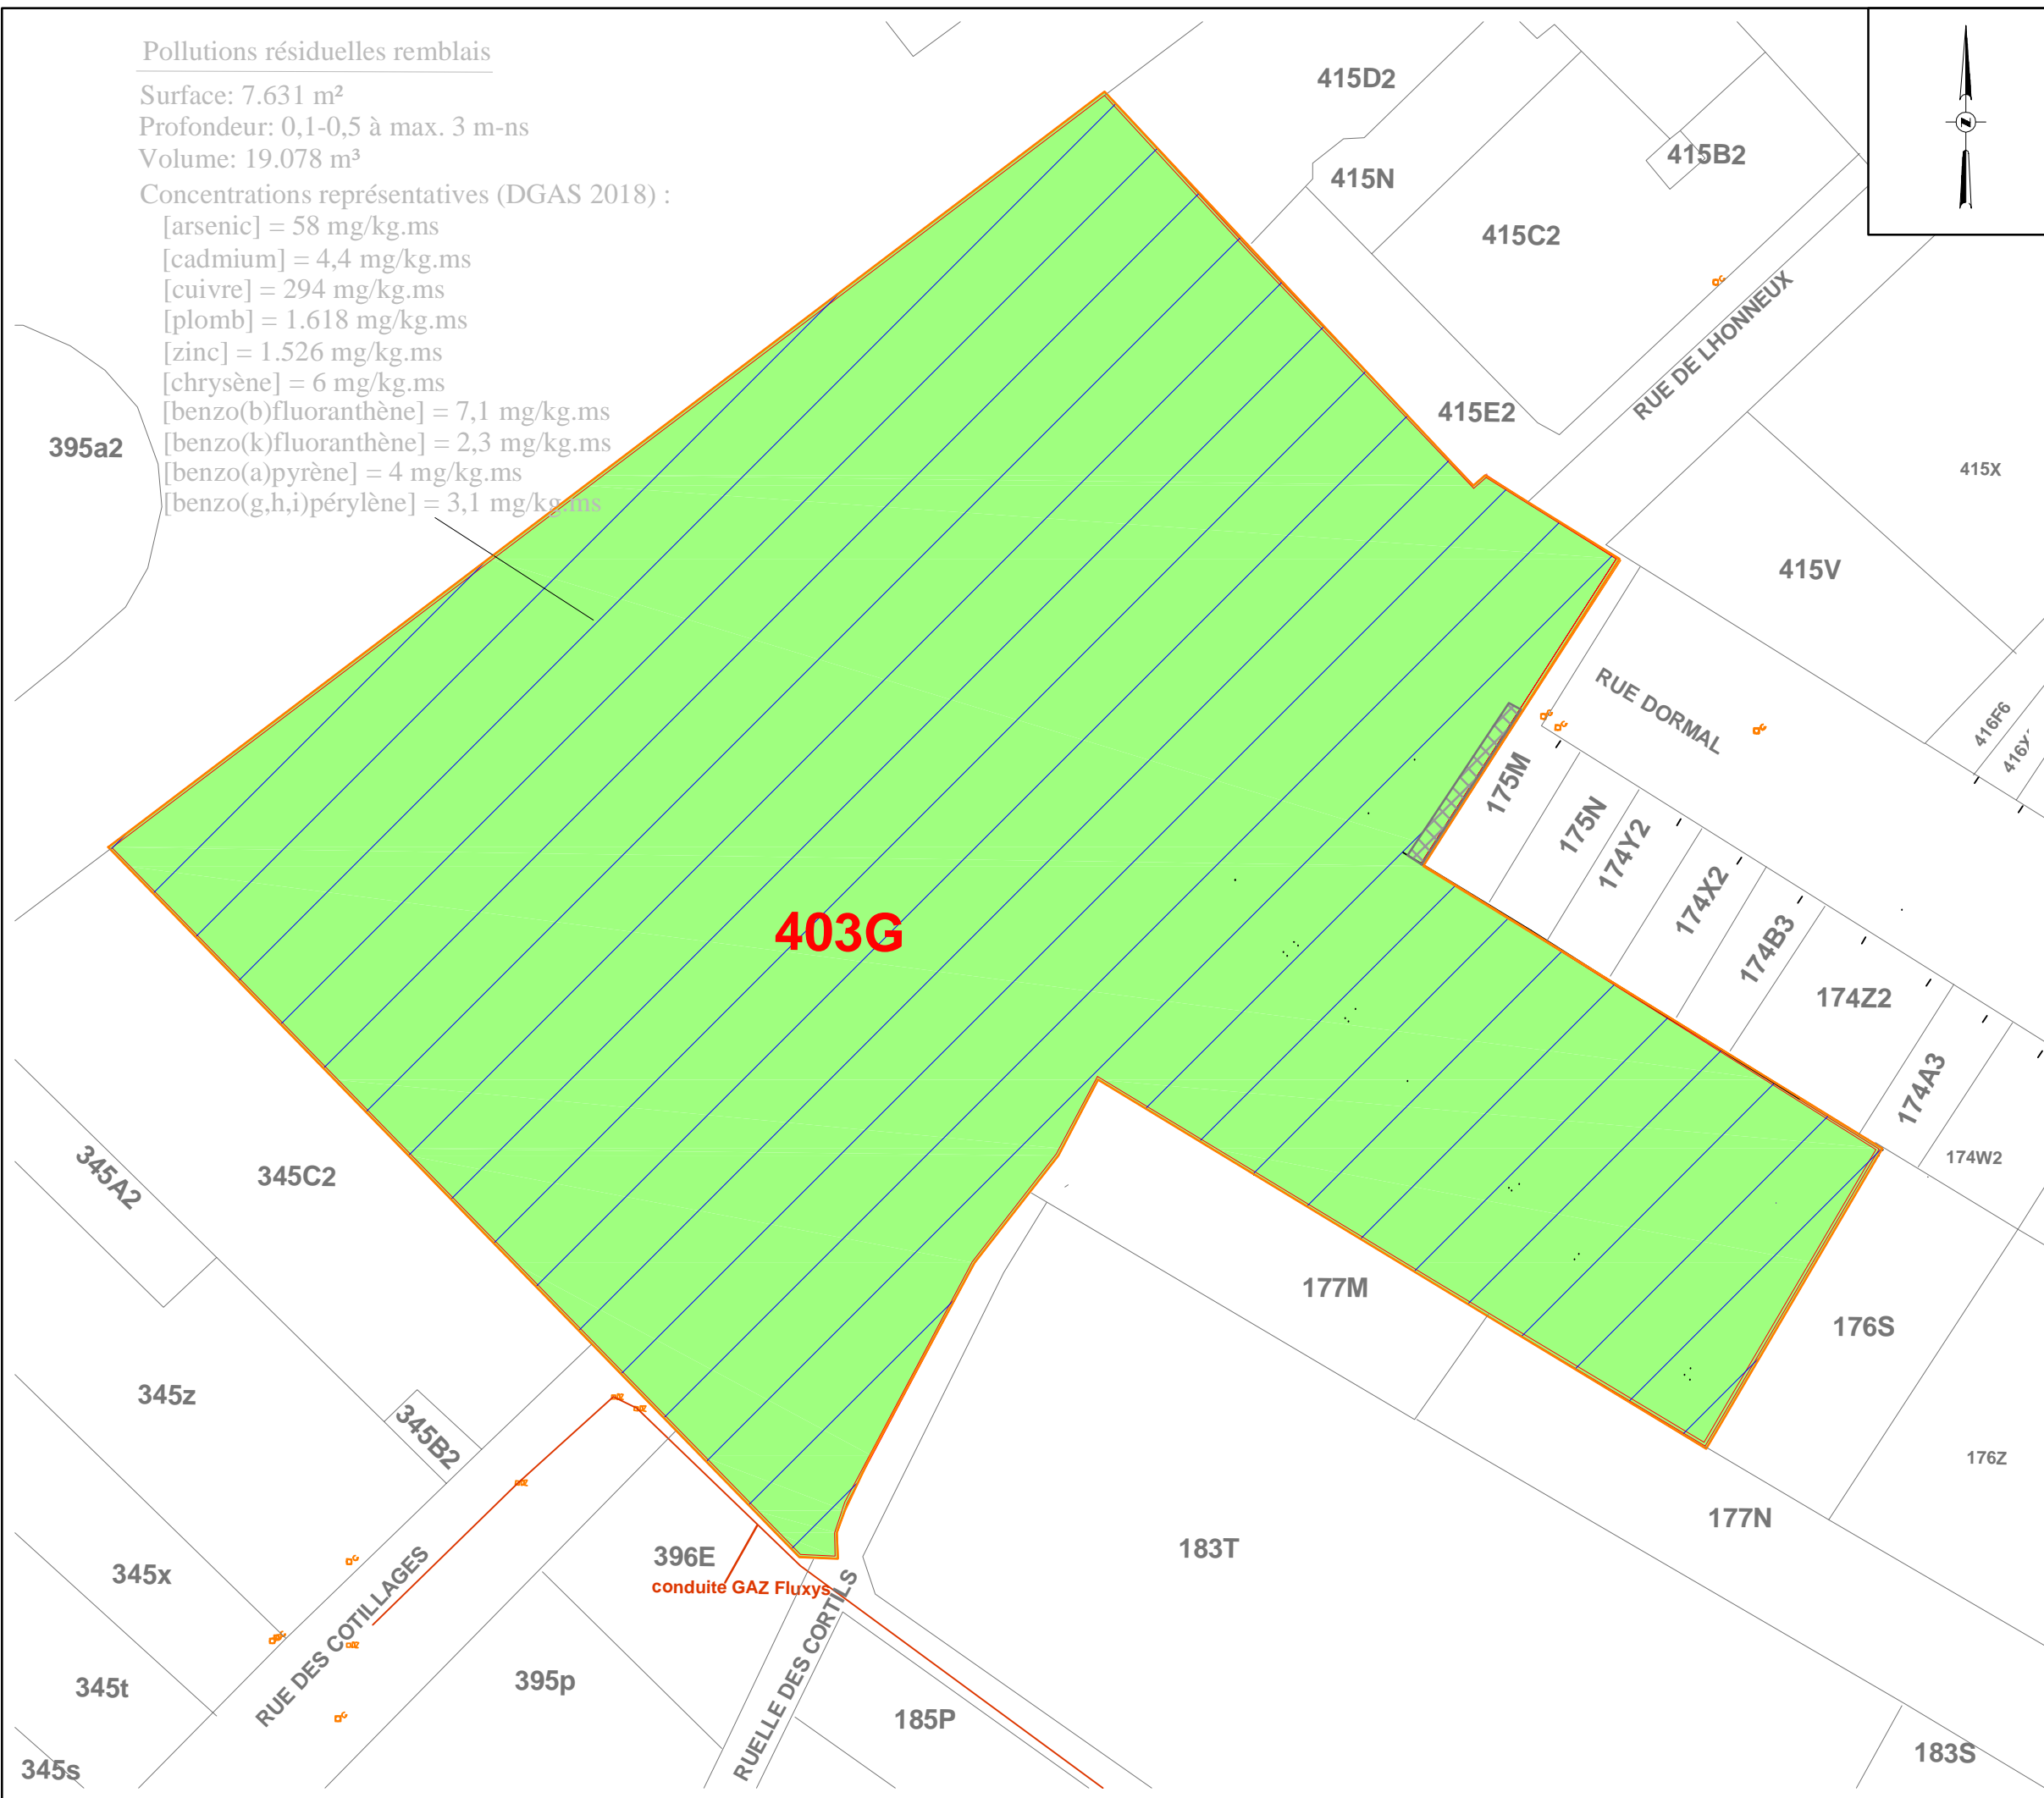 Pollutions résiduelles remblais
Surface: 7.631 m²
Profondeur: 0,1-0,5 à max. 3 m-ns
Volume: 19.078 m³
Concentrations représentatives (DGAS 2018) :
[arsenic] = 58 mg/kg.ms
[cadmium] = 4,4 mg/kg.ms
[cuivre] = 294 mg/kg.ms
[plomb] = 1.618 mg/kg.ms
[zinc] = 1.526 mg/kg.ms
[chrysène] = 6 mg/kg.ms
[benzo(b)fluoranthène] = 7,1 mg/kg.ms
[benzo(k)fluoranthène] = 2,3 mg/kg.ms
[benzo(a)pyrène] = 4 mg/kg.ms
[benzo(g,h,i)pérylène] = 3,1 mg/kg.ms
N
415D2
415B2
415N
415C2
RUE DE LHONNEUX
415E2
395a2
415X
415V
RUE DORMAL
416F6
175M
175N
174Y2
174X2
174B3
174Z2
174A3
174W2
403G
345A2
345C2
177M
176S
345z
345B2
176Z
177N
183T
396E
conduite GAZ Fluxys
345x
RUE DES COTILLAGES
RUELLE DES CORTILS
395p
345t
185P
183S
345s